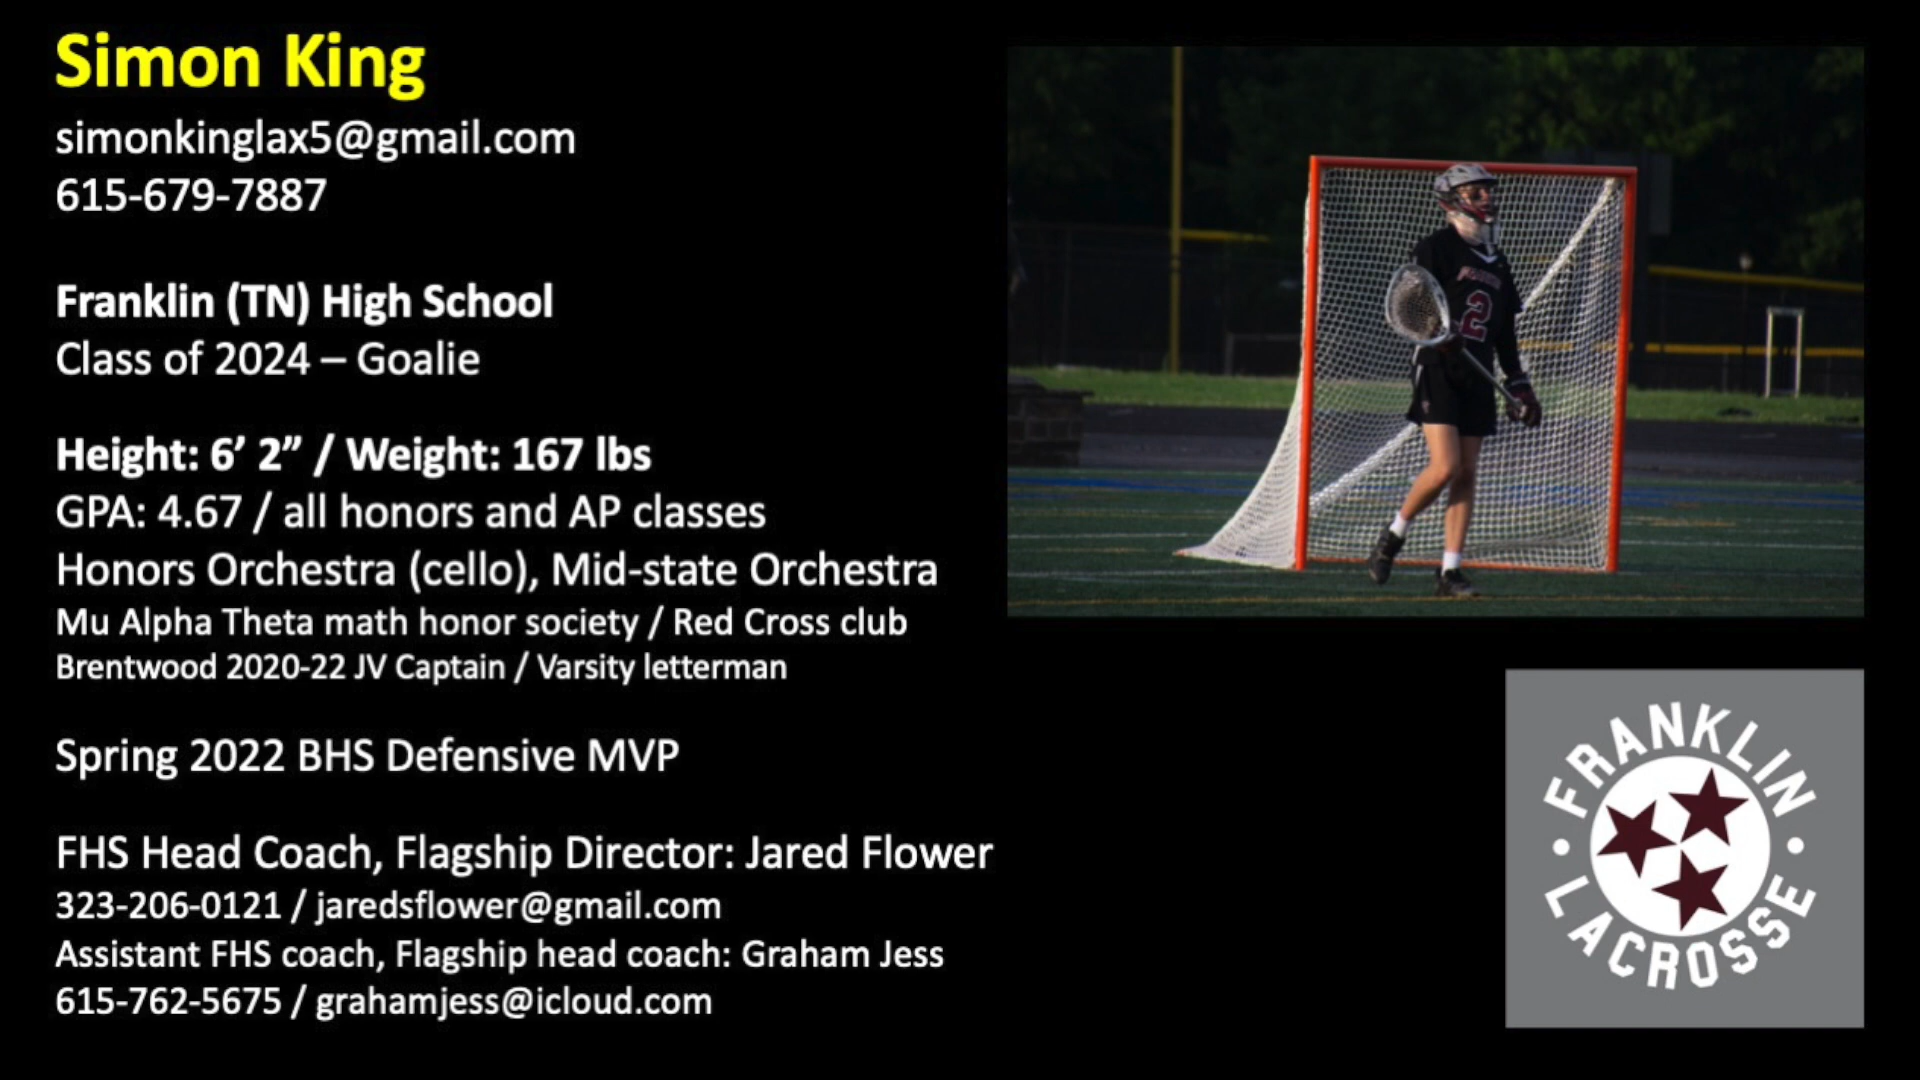 Simon King
simonkinglax5@gmail.com
615-679-7887
Franklin (TN) High School
Class of 2024 – Goalie
Height: 6’ 2” / Weight: 167 lbs
GPA: 4.67 / all honors and AP classes
Honors Orchestra (cello), Mid-state Orchestra
Mu Alpha Theta math honor society / Red Cross club
Brentwood 2020-22 JV Captain / Varsity letterman
Spring 2022 BHS Defensive MVP
FHS Head Coach, Flagship Director: Jared Flower
323-206-0121 / jaredsflower@gmail.com
Assistant FHS coach, Flagship head coach: Graham Jess
615-762-5675 / grahamjess@icloud.com
2
FRANKLIN
LACROSSE